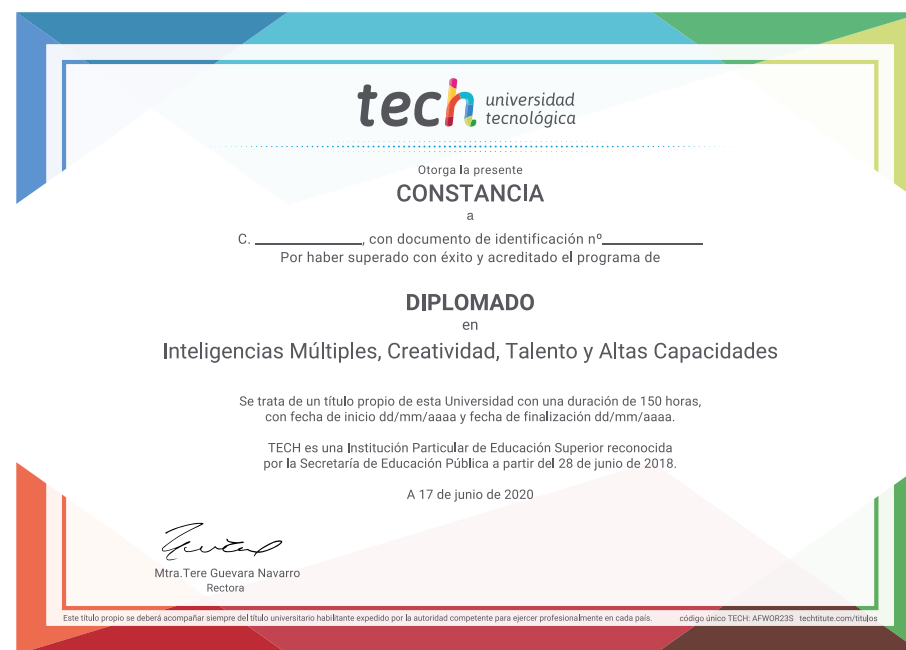 tech universidad
tecnológica
Otorga la presente
CONSTANCIA
a
C. ____________, con documento de identificación nº____________
Por haber superado con éxito y acreditado el programa de
DIPLOMADO
en
Inteligencias Múltiples, Creatividad, Talento y Altas Capacidades
Se trata de un título propio de esta Universidad con una duración de 150 horas,
con fecha de inicio dd/mm/aaaa y fecha de finalización dd/mm/aaaa.
TECH es una Institución Particular de Educación Superior reconocida
por la Secretaría de Educación Pública a partir del 28 de junio de 2018.
A 17 de junio de 2020
Mtra.Tere Guevara Navarro
Rectora
Este título propio se deberá acompañar siempre del título universitario habilitante expedido por la autoridad competente para ejercer profesionalmente en cada país. código único TECH: AFWOR23S techtitute.com/titulos